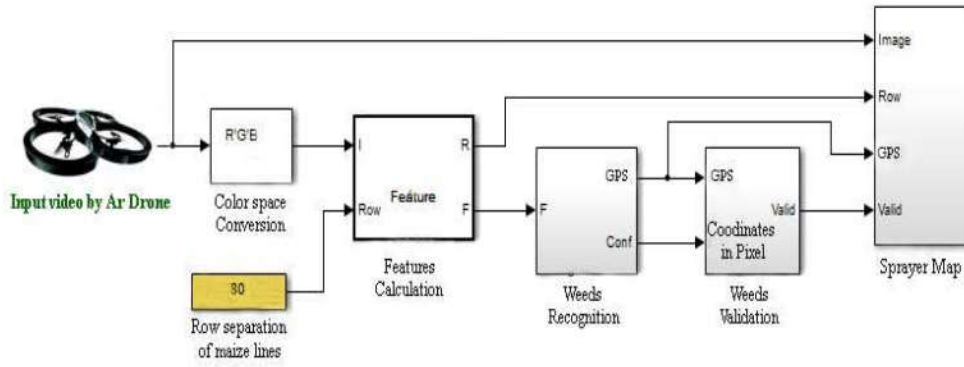 Image
Row
R'G'B
I
R
GPS
GPS
GPS
Input video by Ar Drone
Color space
Conversion
Feature
Row
F
F
Valid
Valid
Coodinates
in Pixel
Conf
Features
Calculation
Sprayer Map
Weeds
Recognition
Weeds
Validation
Row separation
of maize lines